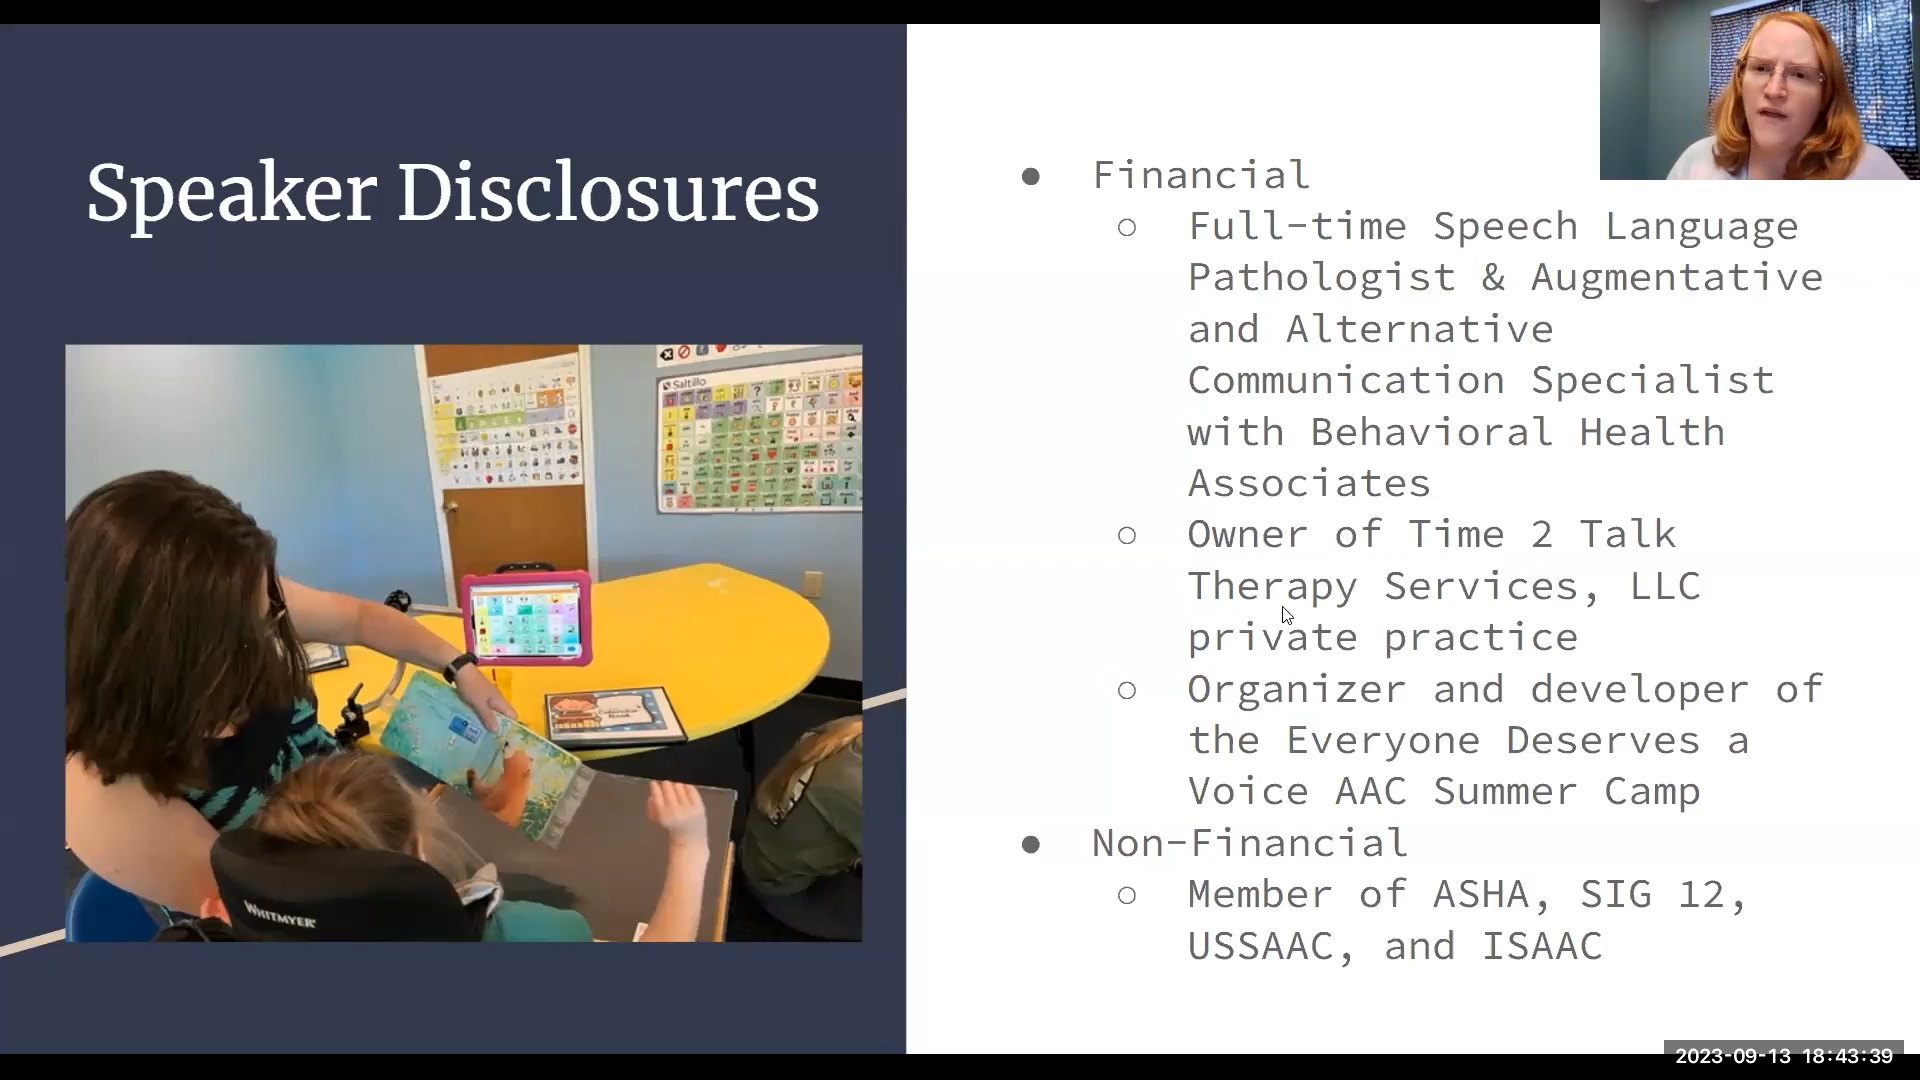 Speaker Disclosures
Saltillo
WHITMYER
● Financial
○ Full-time Speech Language
Pathologist & Augmentative
and Alternative
Communication Specialist
with Behavioral Health
Associates
○ Owner of Time 2 Talk
Therapy Services, LLC
private practice
○ Organizer and developer of
the Everyone Deserves a
Voice AAC Summer Camp
● Non-Financial
○ Member of ASHA, SIG 12,
USSAAC, and ISAAC
2023-09-13 18:43:39